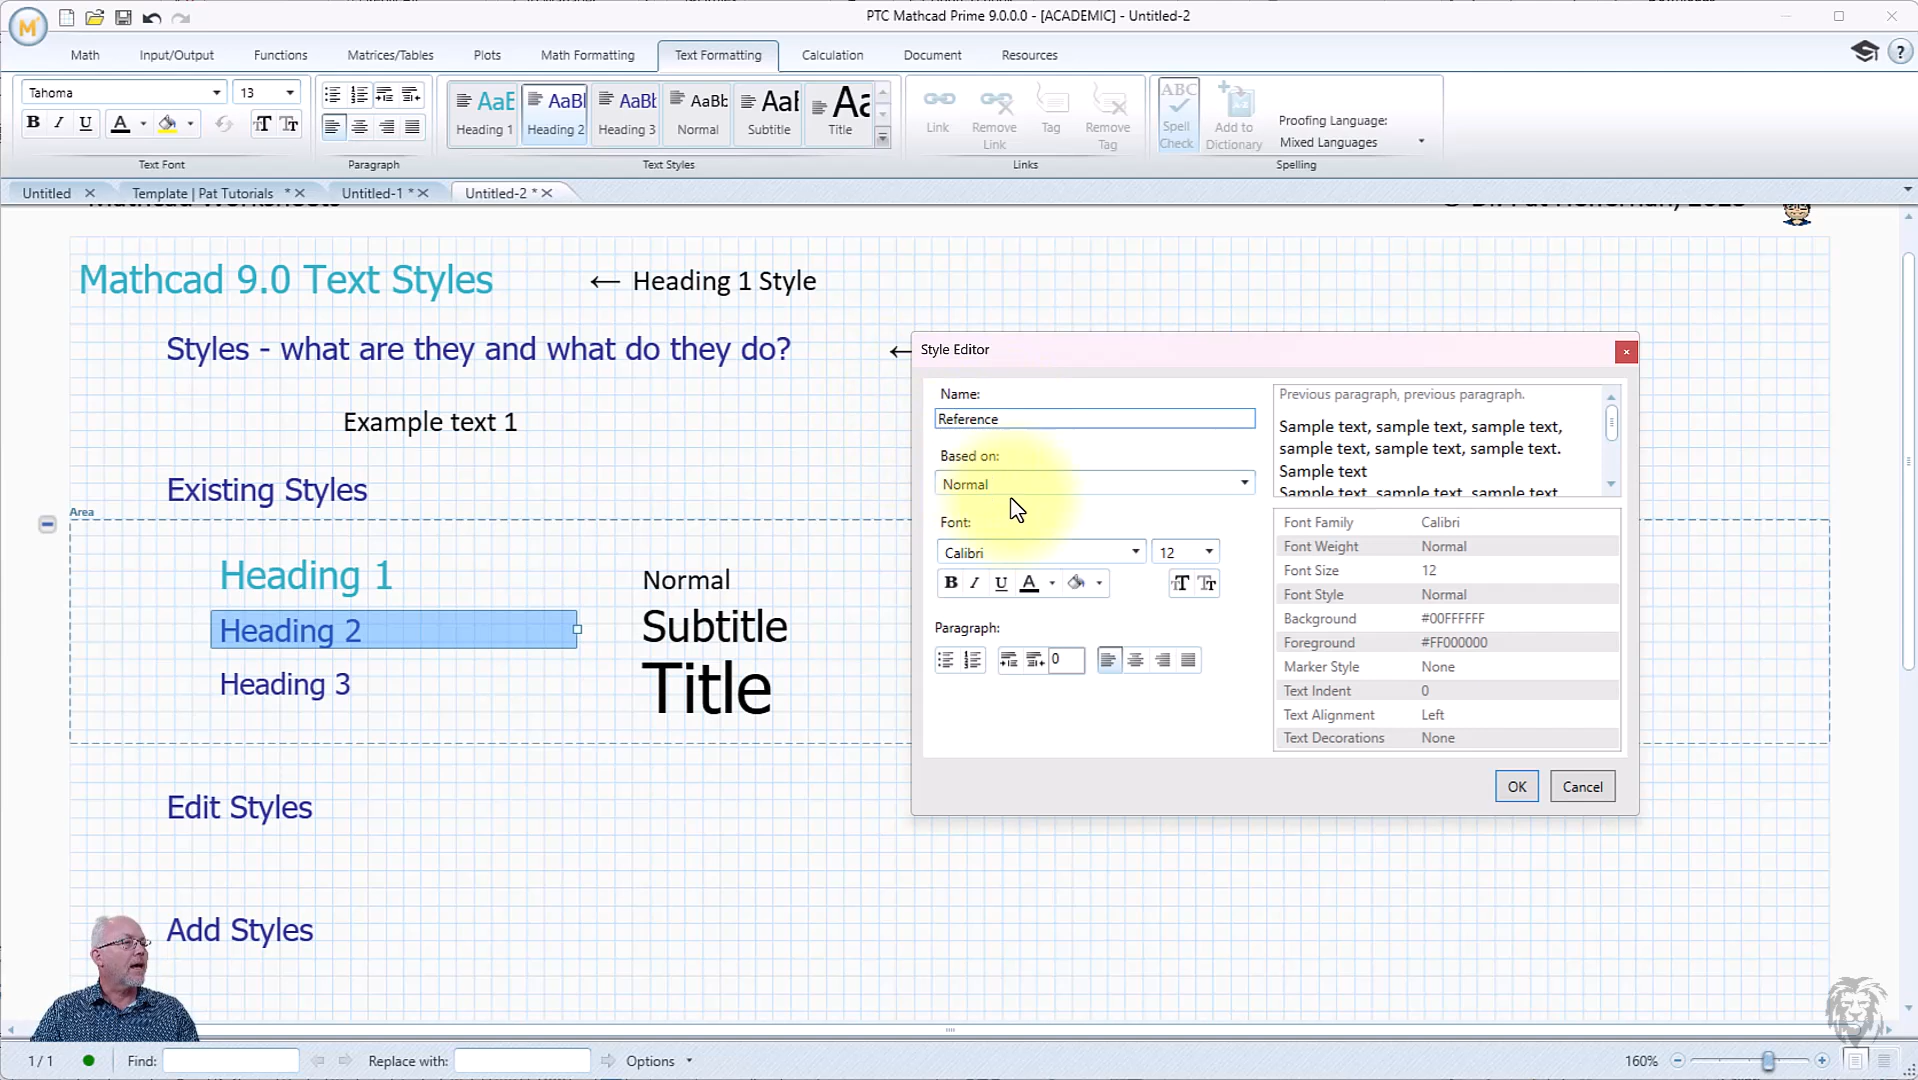 PTC Mathcad Prime 9.0.0.0 - [ACADEMIC] - Untitled-2
Math Input/Output Functions Matrices/Tables Plots Math Formatting Text Formatting Calculation Document Resources
Tahoma 13
B I U A
AaB Heading 1
AaBl Heading 2
AaBb Heading 3
AaBb Normal
AaB Subtitle
Aa Title
Link
Remove Link
Tag
Remove Tag
ABC
Spell Check
A-Z
Add to Dictionary
Proofing Language:
Mixed Languages
Text Font Paragraph Text Styles Links Spelling
Untitled Template | Pat Tutorials * Untitled-1 * Untitled-2 *
Mathcad 9.0 Text Styles ← Heading 1 Style
Styles - what are they and what do they do? ←
Example text 1
Existing Styles
Area
Heading 1 Normal
Heading 2 Subtitle
Heading 3 Title
Edit Styles
Add Styles
Style Editor
Name:
Reference
Based on:
Normal
Font:
Calibri 12
B I U A
Paragraph:
0
Previous paragraph, previous paragraph.
Sample text, sample text, sample text,
sample text, sample text, sample text.
Sample text
Sample text, sample text, sample text,
Font Family Calibri
Font Weight Normal
Font Size 12
Font Style Normal
Background #00FFFFFF
Foreground #FF000000
Marker Style None
Text Indent 0
Text Alignment Left
Text Decorations None
OK Cancel
1 / 1 Find: Replace with: Options 160%